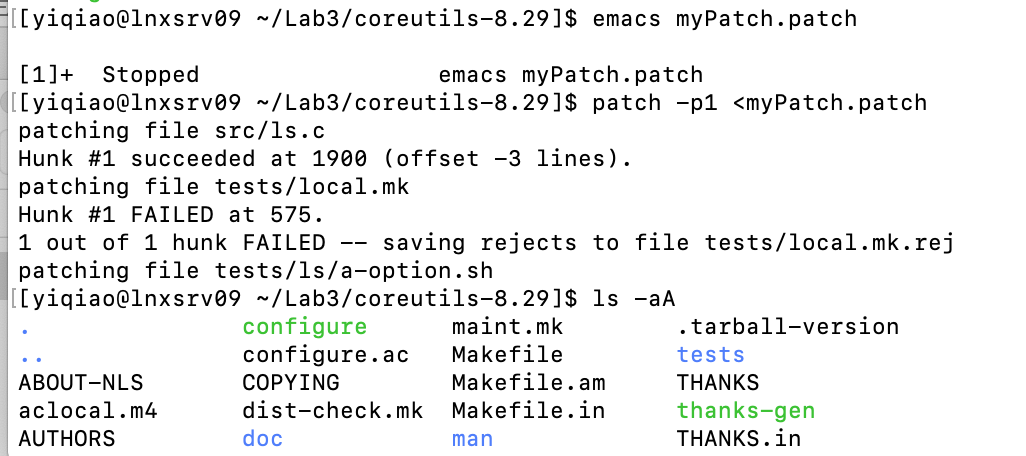 [[yiqiao@lnxsrv09 ~/Lab3/coreutils-8.29]$ emacs myPatch.patch
[1]+  Stopped                 emacs myPatch.patch
[[yiqiao@lnxsrv09 ~/Lab3/coreutils-8.29]$ patch -p1 <myPatch.patch
patching file src/ls.c
Hunk #1 succeeded at 1900 (offset -3 lines).
patching file tests/local.mk
Hunk #1 FAILED at 575.
1 out of 1 hunk FAILED -- saving rejects to file tests/local.mk.rej
patching file tests/ls/a-option.sh
[[yiqiao@lnxsrv09 ~/Lab3/coreutils-8.29]$ ls -aA
.               configure      maint.mk        .tarball-version
..              configure.ac   Makefile        tests
ABOUT-NLS       COPYING        Makefile.am     THANKS
aclocal.m4      dist-check.mk  Makefile.in     thanks-gen
AUTHORS         doc            man             THANKS.in